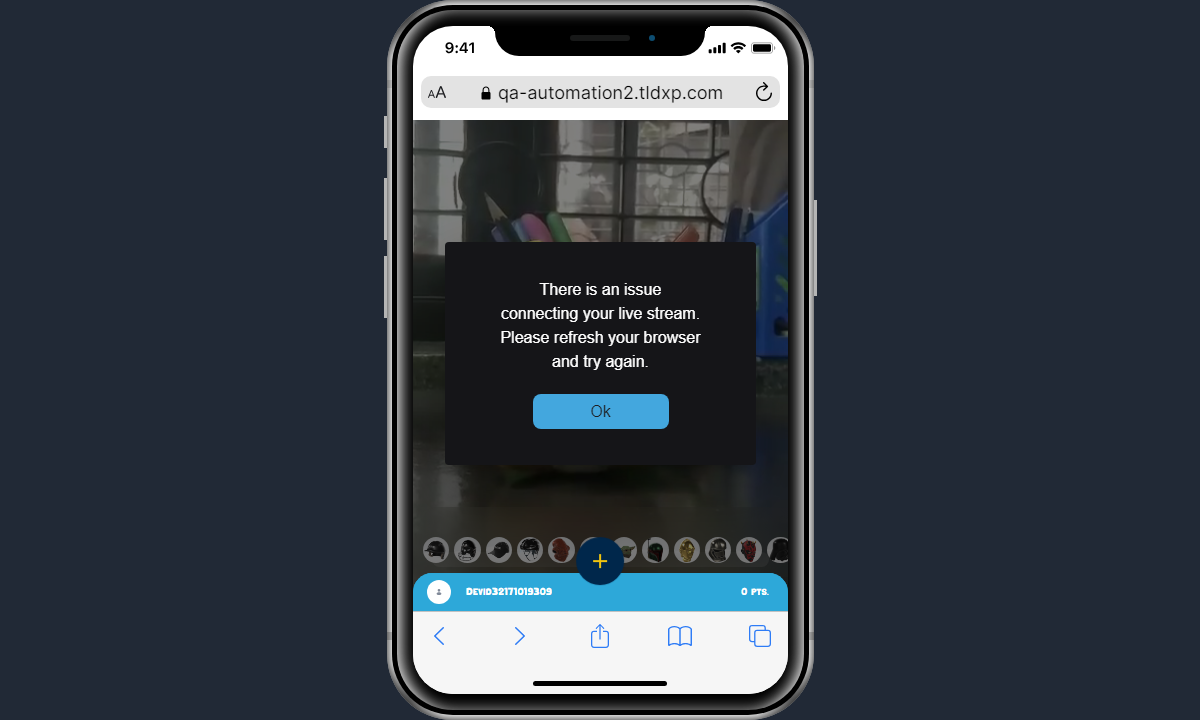 9:41
AA qa-automation2.tldxp.com
There is an issue
connecting your live stream.
Please refresh your browser
and try again.
Ok
+
DEVID32171019309 0 PTS.